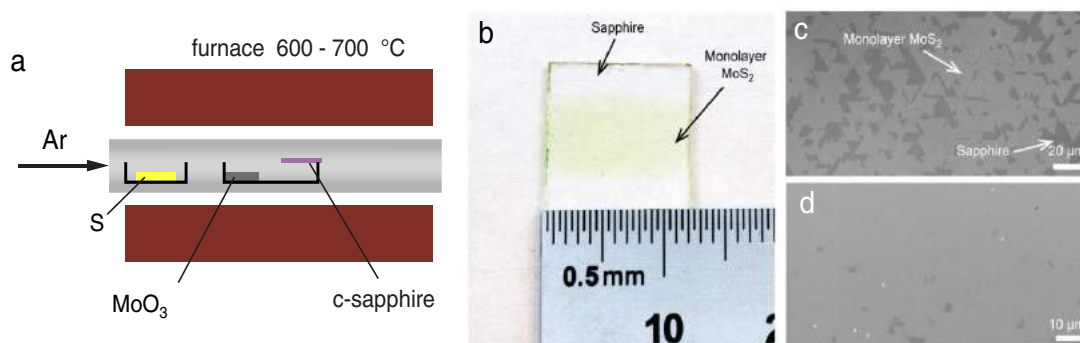 a
furnace 600 - 700 °C
Ar
S
MoO₃
c-sapphire
b
Sapphire
Monolayer
MoS₂
0.5mm
10
c
Monolayer MoS₂
Sapphire
20 µm
d
10 µm